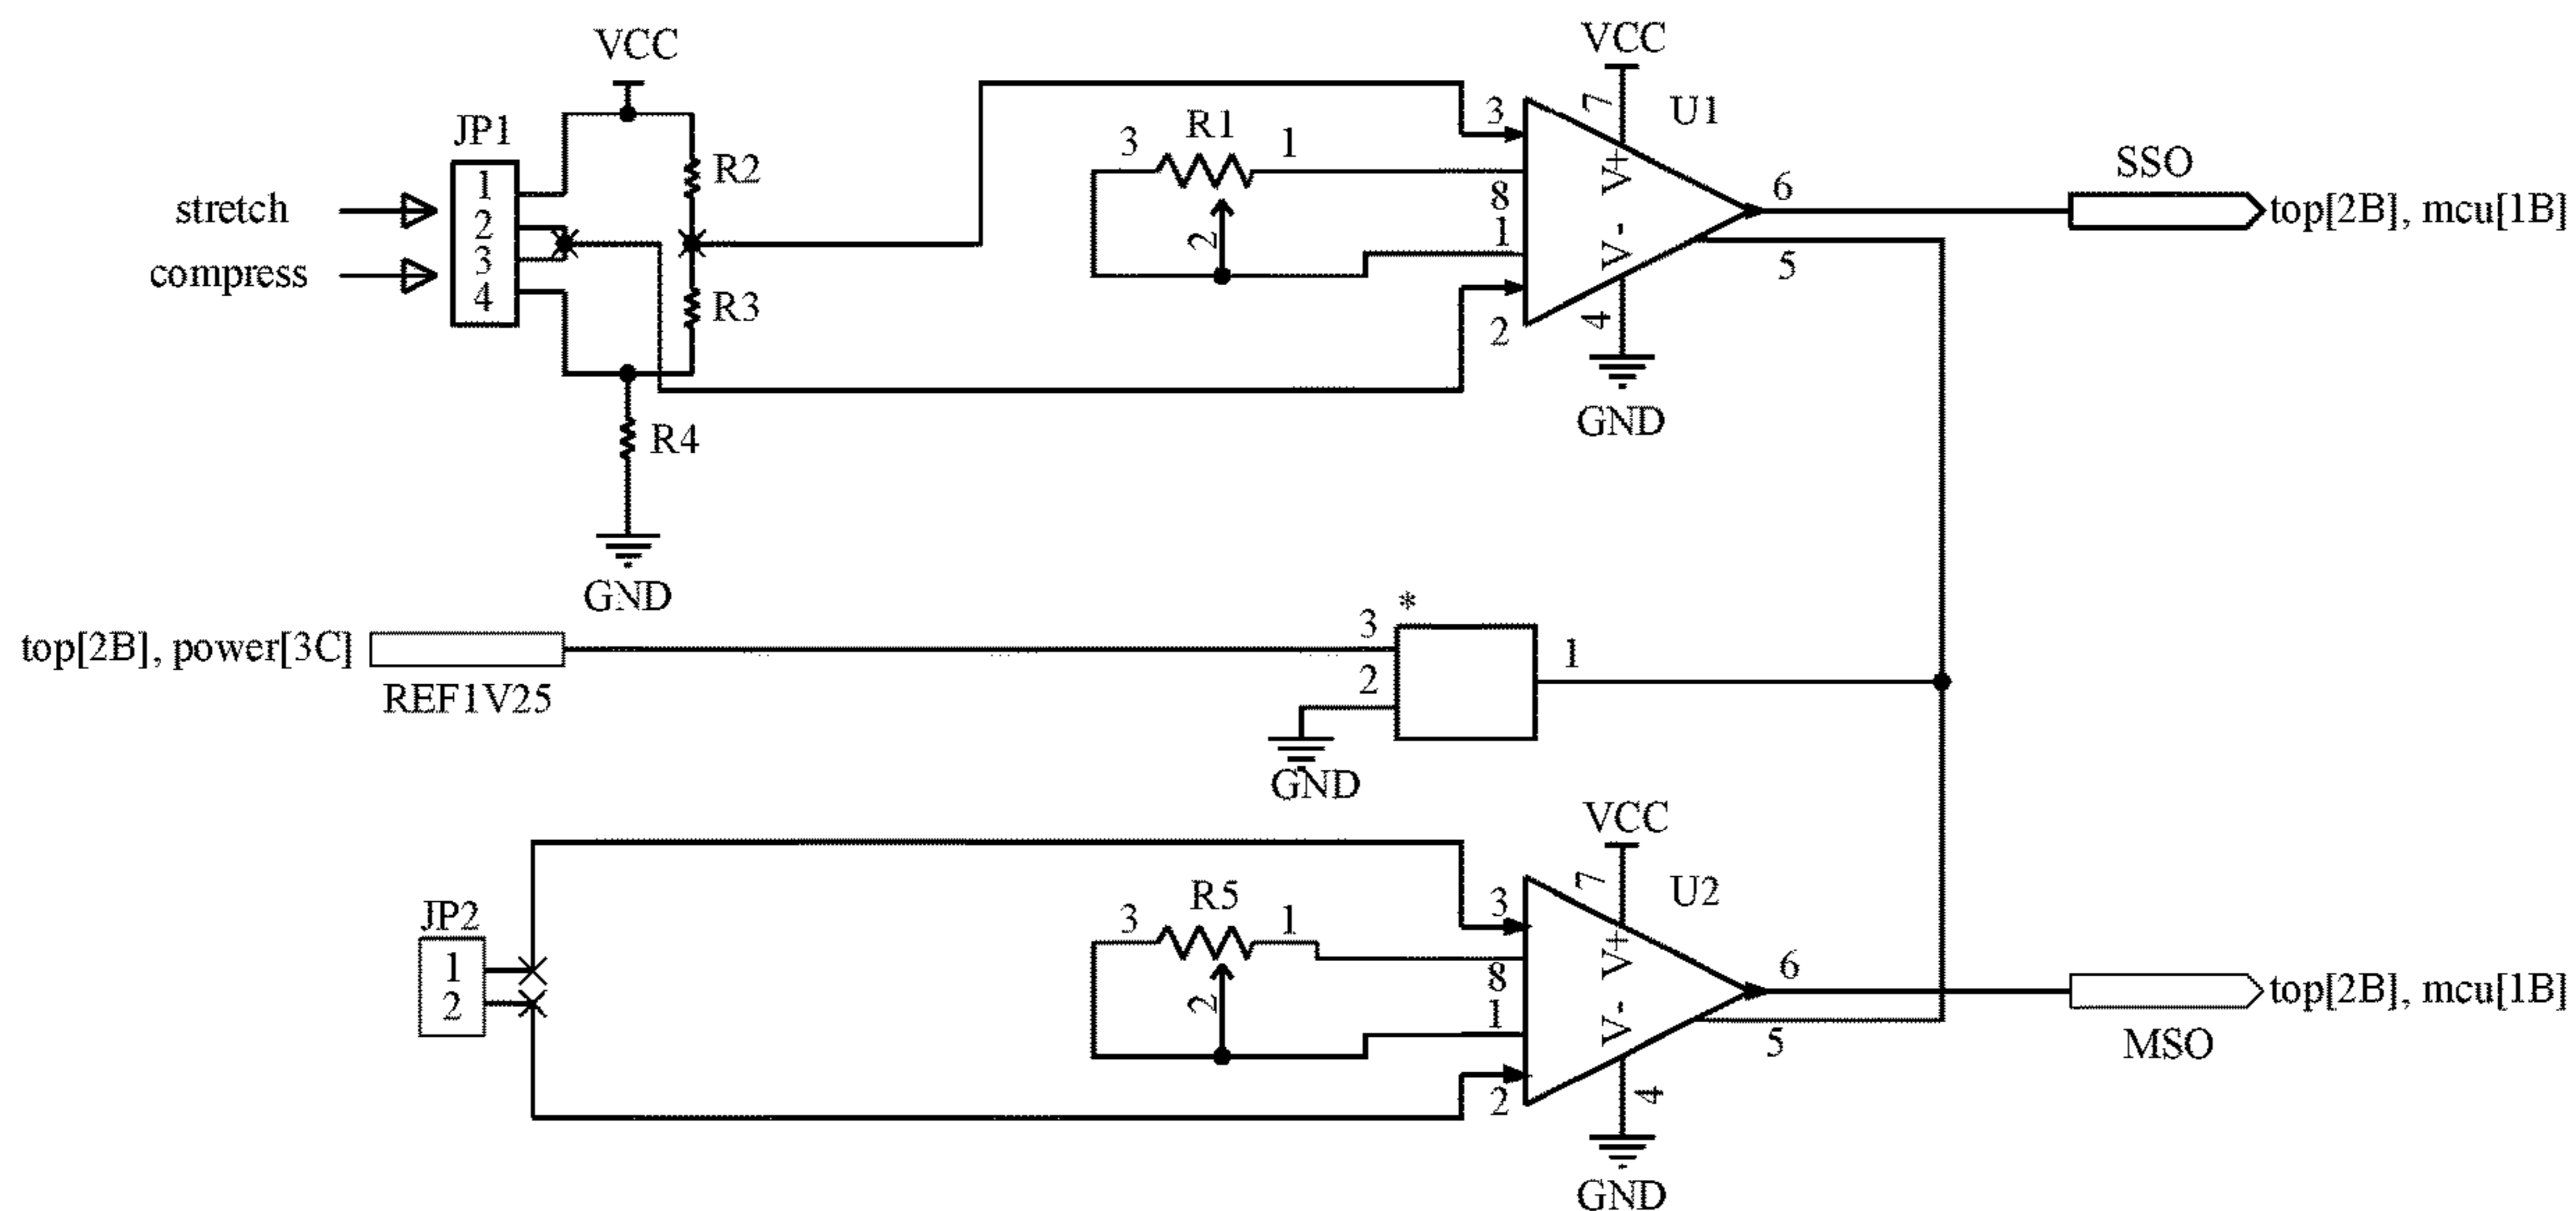 VCC
VCC
JP1
R2
R3
R4
stretch
compress
1
2
3
4
GND
3
R1
1
2
3
8
1
2
7
U1
V+
V-
4
GND
6
5
SSO
top[2B], mcu[1B]
top[2B], power[3C]
REF1V25
*
3
2
1
GND
JP2
1
2
3
R5
1
2
VCC
3
8
1
2
7
U2
V+
V-
4
GND
6
5
top[2B], mcu[1B]
MSO